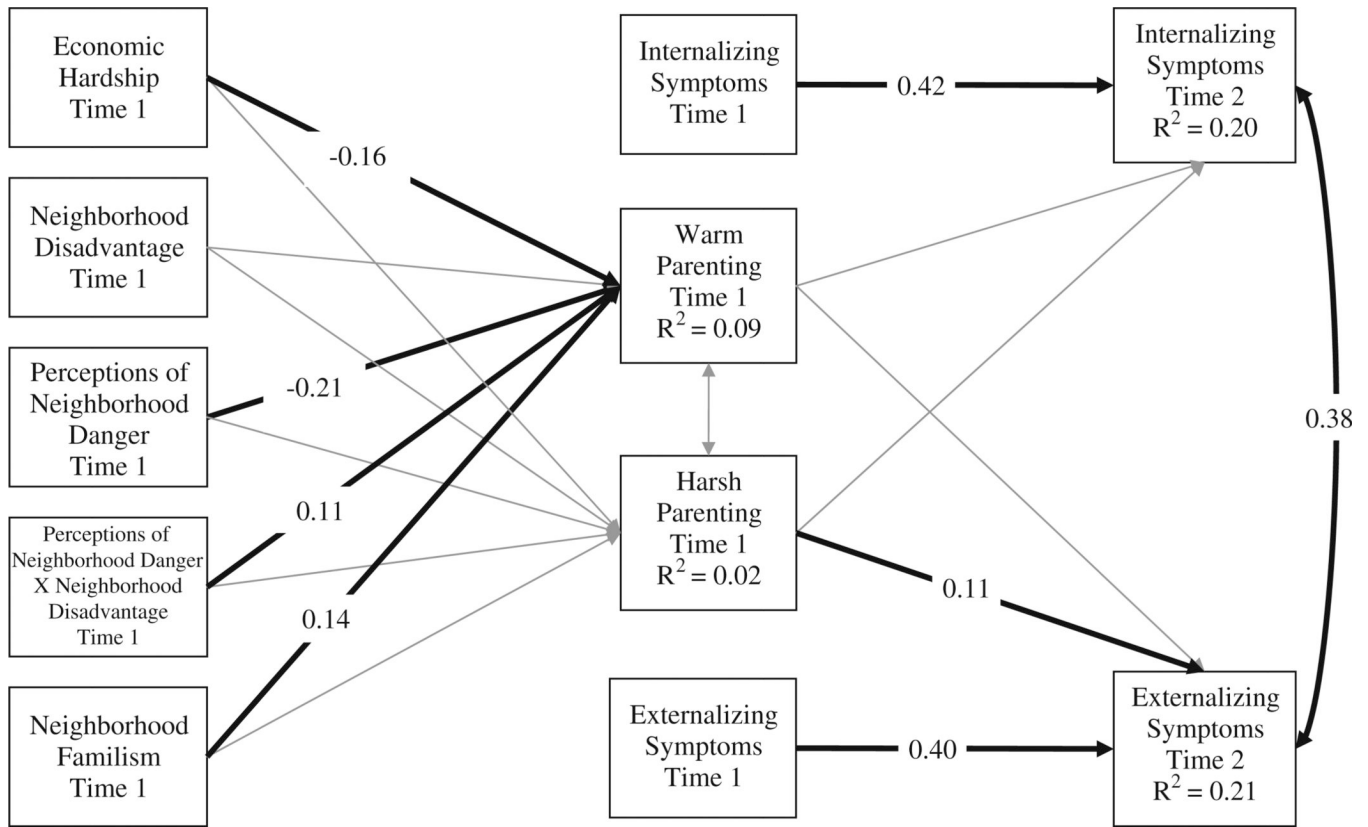 Economic
Hardship
Time 1
Neighborhood
Disadvantage
Time 1
Perceptions of
Neighborhood
Danger
Time 1
Perceptions of
Neighborhood Danger
X Neighborhood
Disadvantage
Time 1
Neighborhood
Familism
Time 1
-0.16
-0.21
0.11
0.14
Internalizing
Symptoms
Time 1
Warm
Parenting
Time 1
R² = 0.09
Harsh
Parenting
Time 1
R² = 0.02
Externalizing
Symptoms
Time 1
0.42
0.11
0.40
Internalizing
Symptoms
Time 2
R² = 0.20
Externalizing
Symptoms
Time 2
R² = 0.21
0.38